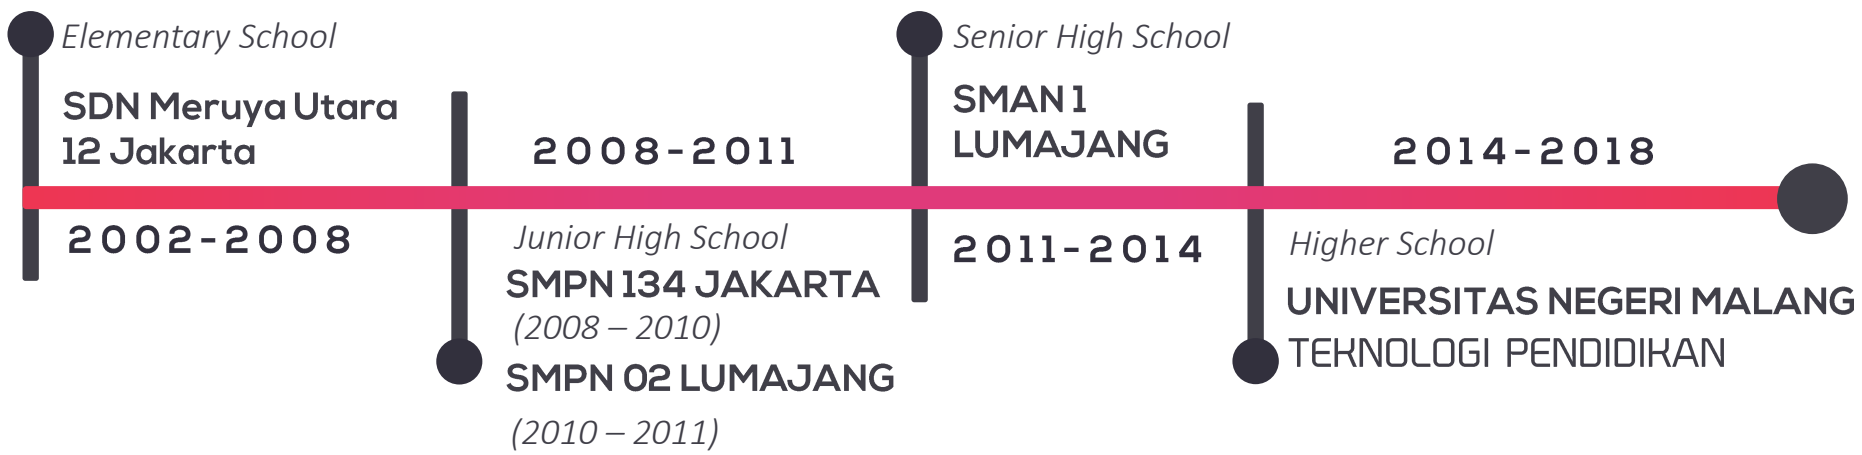 Elementary School
SDN Meruya Utara
12 Jakarta
2002-2008
2008-2011
Junior High School
SMPN 134 JAKARTA
(2008 – 2010)
SMPN 02 LUMAJANG
(2010 – 2011)
Senior High School
SMAN 1
LUMAJANG
2011-2014
2014-2018
Higher School
UNIVERSITAS NEGERI MALANG
TEKNOLOGI PENDIDIKAN